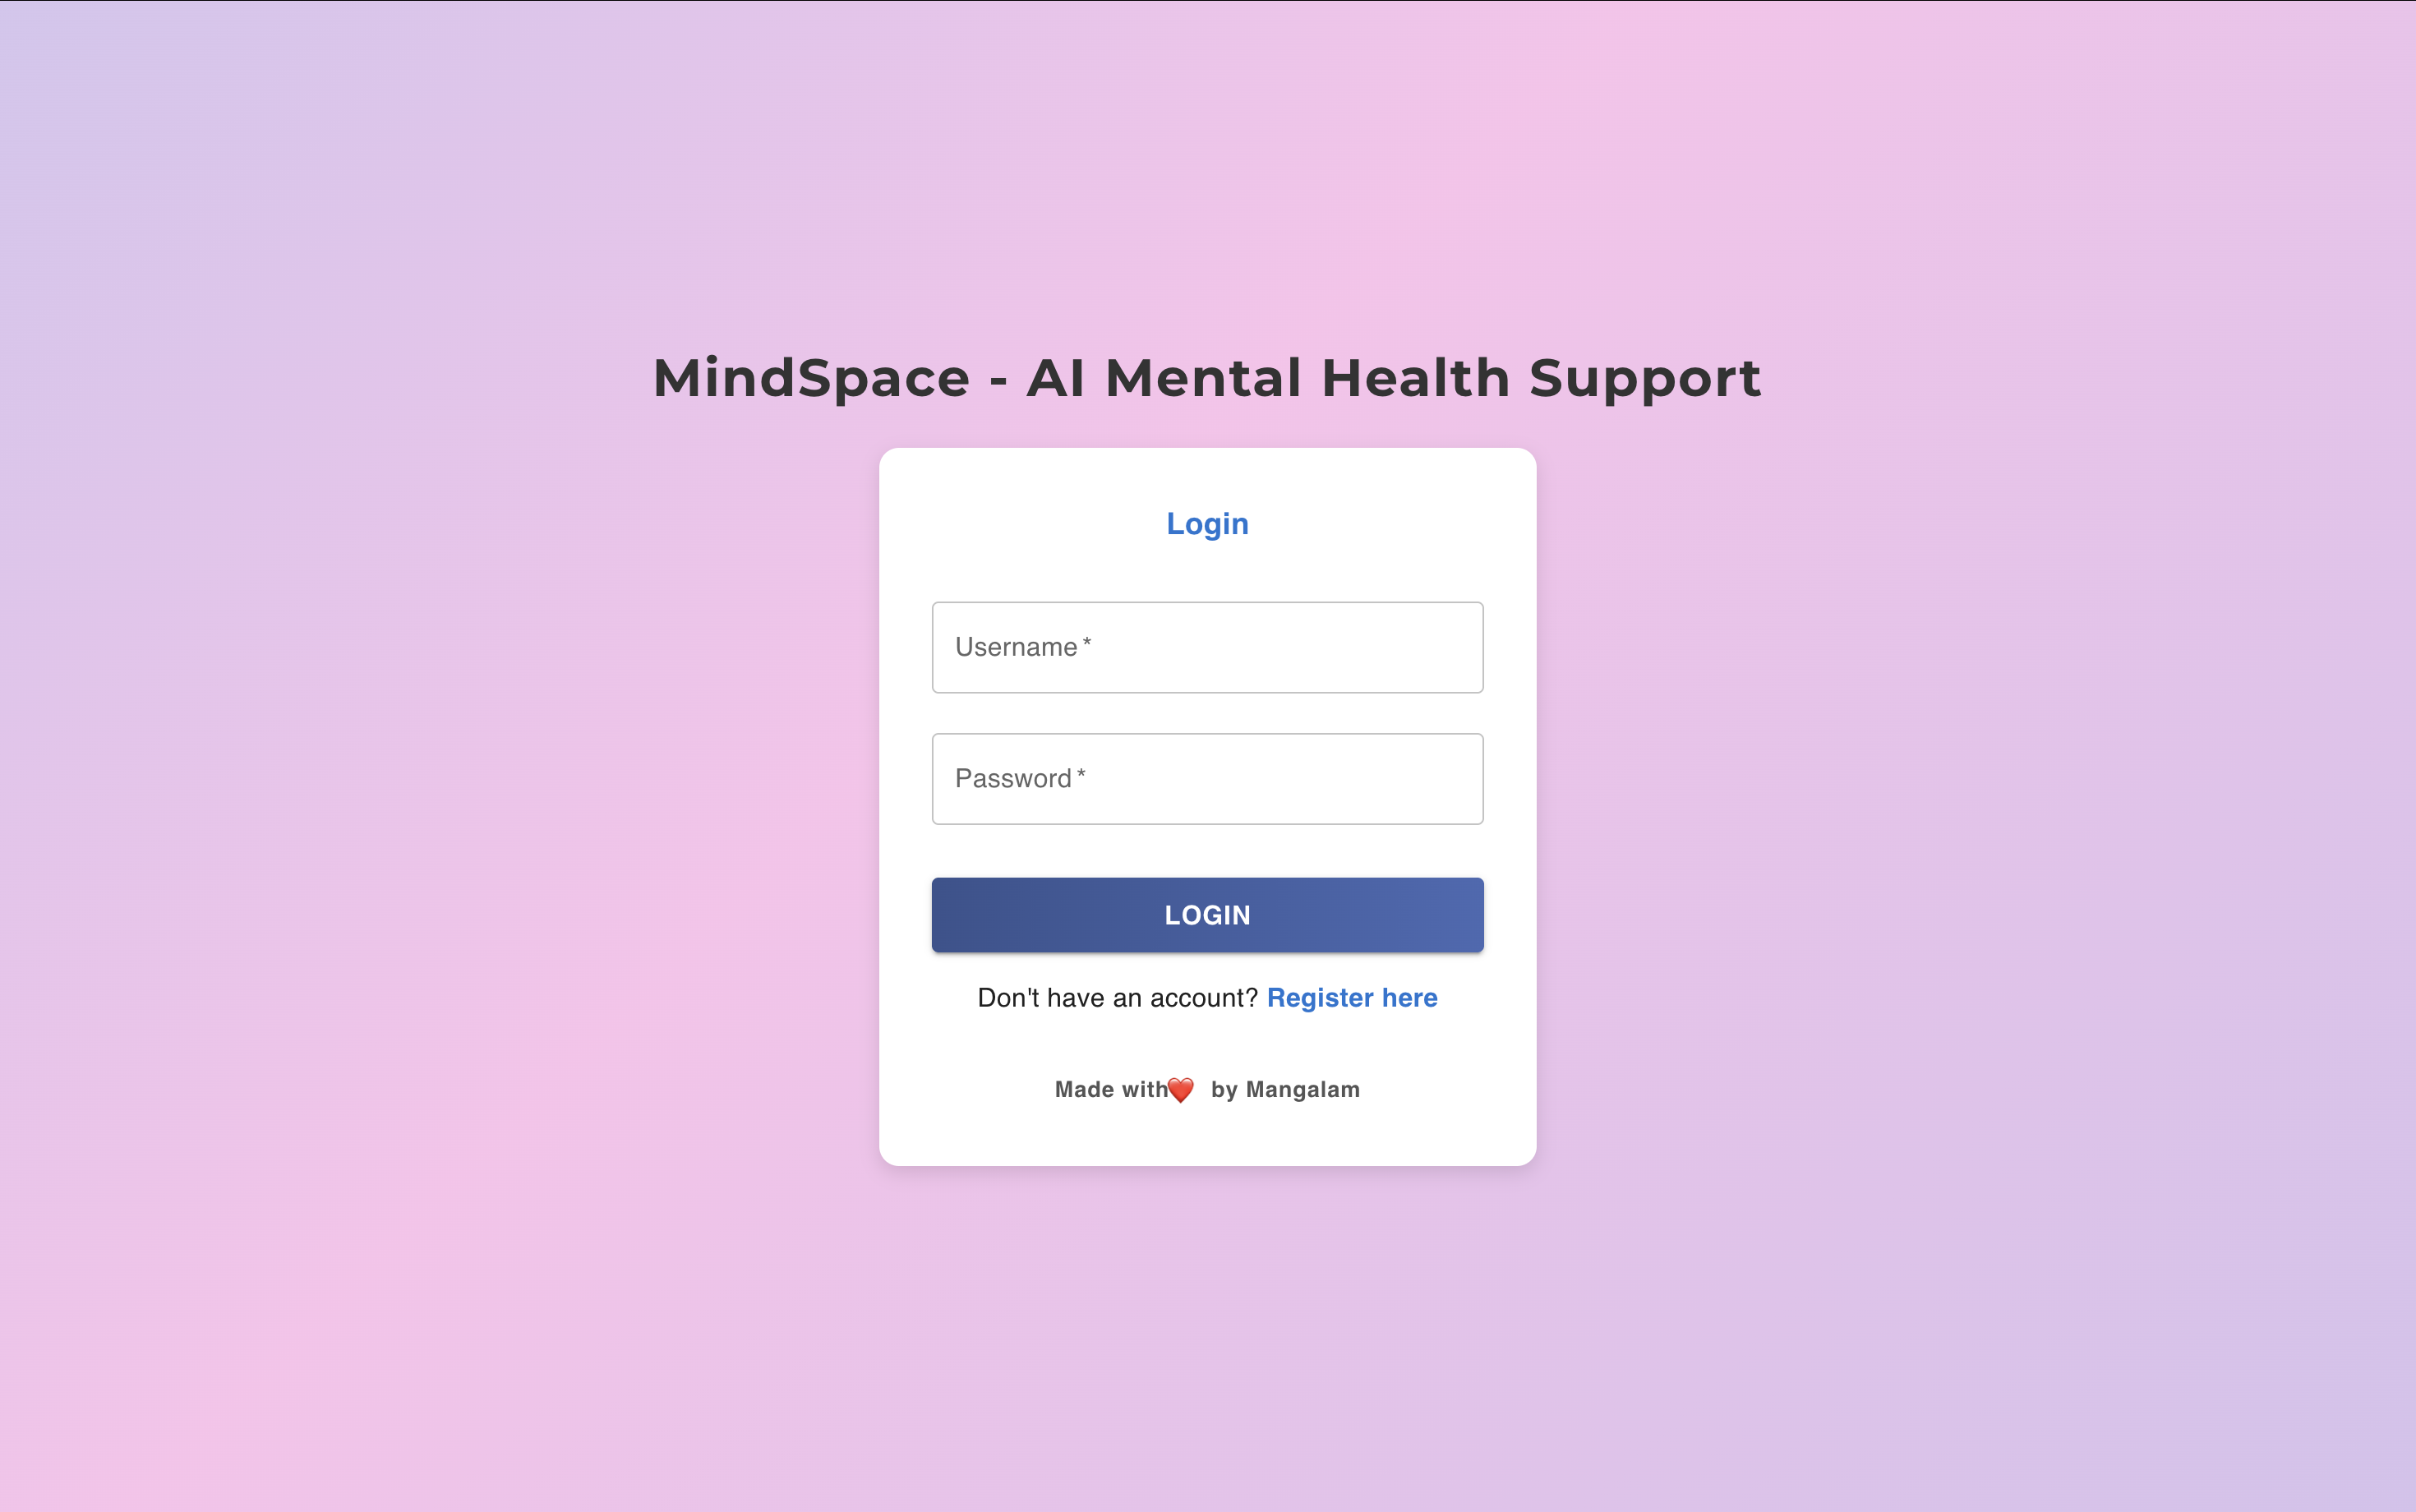 MindSpace - AI Mental Health Support
Login
Username *
Password *
LOGIN
Don't have an account? Register here
Made with❤️ by Mangalam